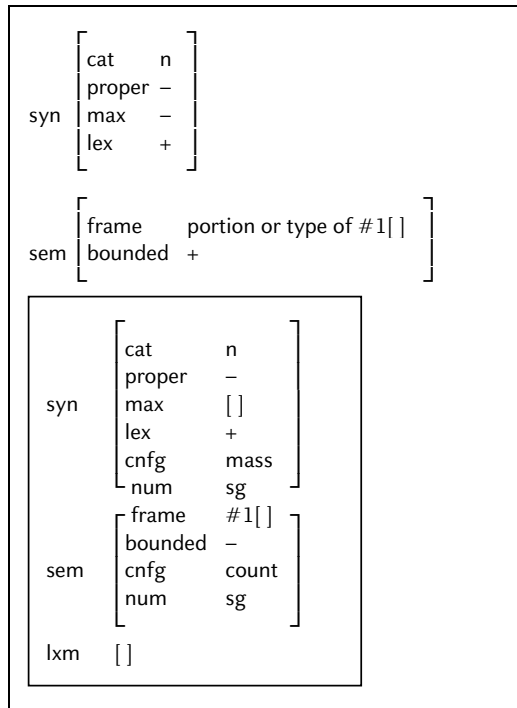 cat n
proper –
syn max –
lex +
frame portion or type of #1[ ]
sem bounded +
cat n
proper –
syn max [ ]
lex +
cnfg mass
num sg
frame #1[ ]
bounded –
sem cnfg count
num sg
lxm [ ]